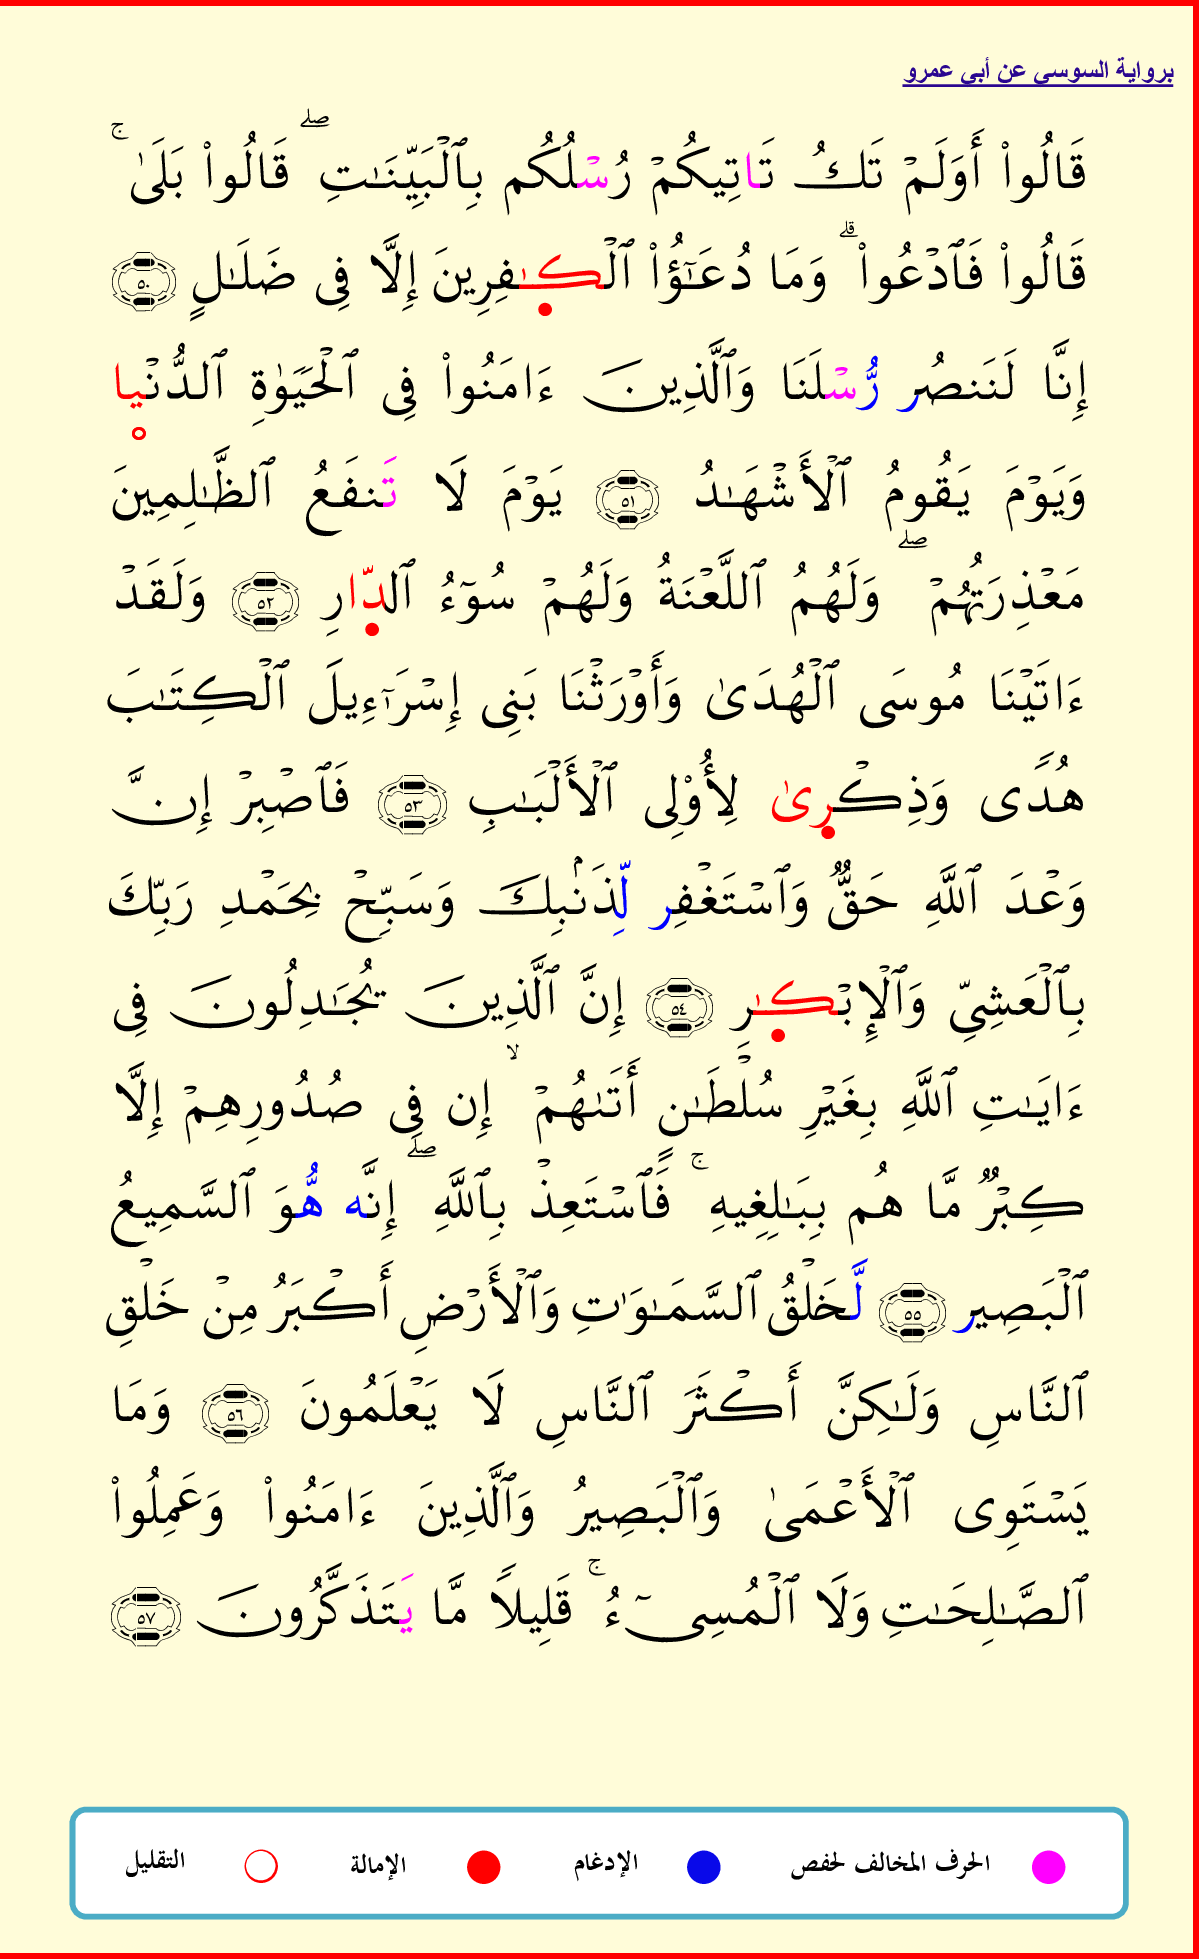 برواية السوسي عن أبي عمرو
قَالُوا۟ أَوَلَمْ تَكُ تَاتِيكُمْ رُسْلُكُم بِٱلْبَيِّنَـٰتِ ۖ قَالُوا۟ بَلَىٰ ۚ
قَالُوا۟ فَٱدْعُوا۟ ۗ وَمَا دُعَـٰٓؤُا۟ ٱلْكَـٰفِرِينَ إِلَّا فِى ضَلَـٰلٍ ٥٠
إِنَّا لَنَنصُر رُّسْلَنَا وَٱلَّذِينَ ءَامَنُوا۟ فِى ٱلْحَيَوٰةِ ٱلدُّنْيا
وَيَوْمَ يَقُومُ ٱلْأَشْهَـٰدُ ٥١ يَوْمَ لَا تَنفَعُ ٱلظَّـٰلِمِينَ
مَعْذِرَتُهُمْ ۖ وَلَهُمُ ٱللَّعْنَةُ وَلَهُمْ سُوٓءُ ٱلدّارِ ٥٢ وَلَقَدْ
ءَاتَيْنَا مُوسَى ٱلْهُدَىٰ وَأَوْرَثْنَا بَنِى إِسْرَٰٓءِيلَ ٱلْكِتَـٰبَ
هُدًى وَذِكْرِىٰ لِأُو۟لِى ٱلْأَلْبَـٰبِ ٥٣ فَٱصْبِرْ إِنَّ
وَعْدَ ٱللَّهِ حَقٌّ وَٱسْتَغْفِر لِّذَنۢبِكَ وَسَبِّحْ بِحَمْدِ رَبِّكَ
بِٱلْعَشِىِّ وَٱلْإِبْكَـٰرِ ٥٤ إِنَّ ٱلَّذِينَ يُجَـٰدِلُونَ فِى
ءَايَـٰتِ ٱللَّهِ بِغَيْرِ سُلْطَـٰنٍ أَتَىٰهُمْ ۙ إِن فِى صُدُورِهِمْ إِلَّا
كِبْرٌ مَّا هُم بِبَـٰلِغِيهِ ۚ فَٱسْتَعِذْ بِٱللَّهِ ۖ إِنَّه هُّوَ ٱلسَّمِيعُ
ٱلْبَصِير ٥٥ لَّخَلْقُ ٱلسَّمَـٰوَٰتِ وَٱلْأَرْضِ أَكْبَرُ مِنْ خَلْقِ
ٱلنَّاسِ وَلَـٰكِنَّ أَكْثَرَ ٱلنَّاسِ لَا يَعْلَمُونَ ٥٦ وَمَا
يَسْتَوِى ٱلْأَعْمَىٰ وَٱلْبَصِيرُ وَٱلَّذِينَ ءَامَنُوا۟ وَعَمِلُوا۟
ٱلصَّـٰلِحَـٰتِ وَلَا ٱلْمُسِىٓءُ ۚ قَلِيلًا مَّا يَتَذَكَّرُونَ ٥٧
الحرف المخالف لحفص الإدغام الإمالة التقليل